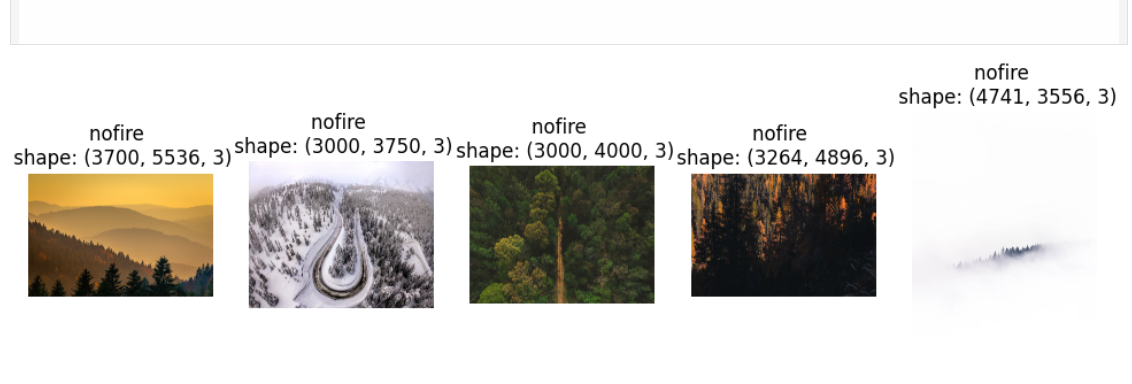 nofire
shape: (3700, 5536, 3)
nofire
shape: (3000, 3750, 3)
nofire
shape: (3000, 4000, 3)
nofire
shape: (3264, 4896, 3)
nofire
shape: (4741, 3556, 3)